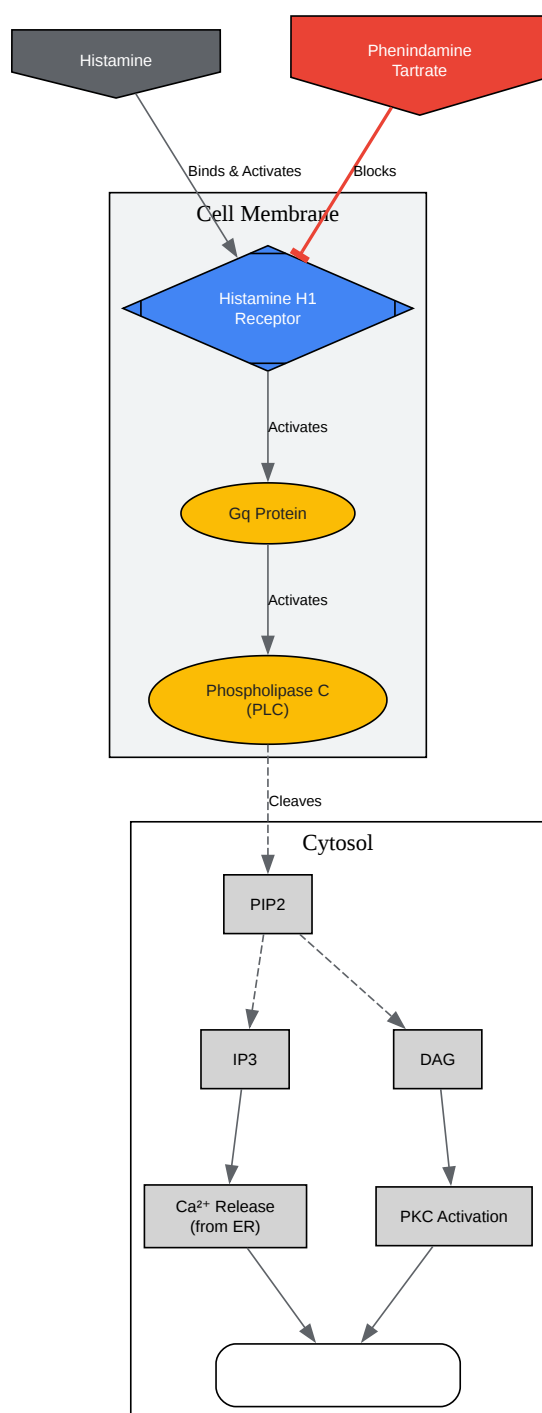 Histamine
Phenindamine
Tartrate
Binds & Activates
Blocks
Cell Membrane
Histamine H1
Receptor
Activates
Gq Protein
Activates
Phospholipase C
(PLC)
Cleaves
Cytosol
PIP2
IP3
DAG
Ca²⁺ Release
(from ER)
PKC Activation